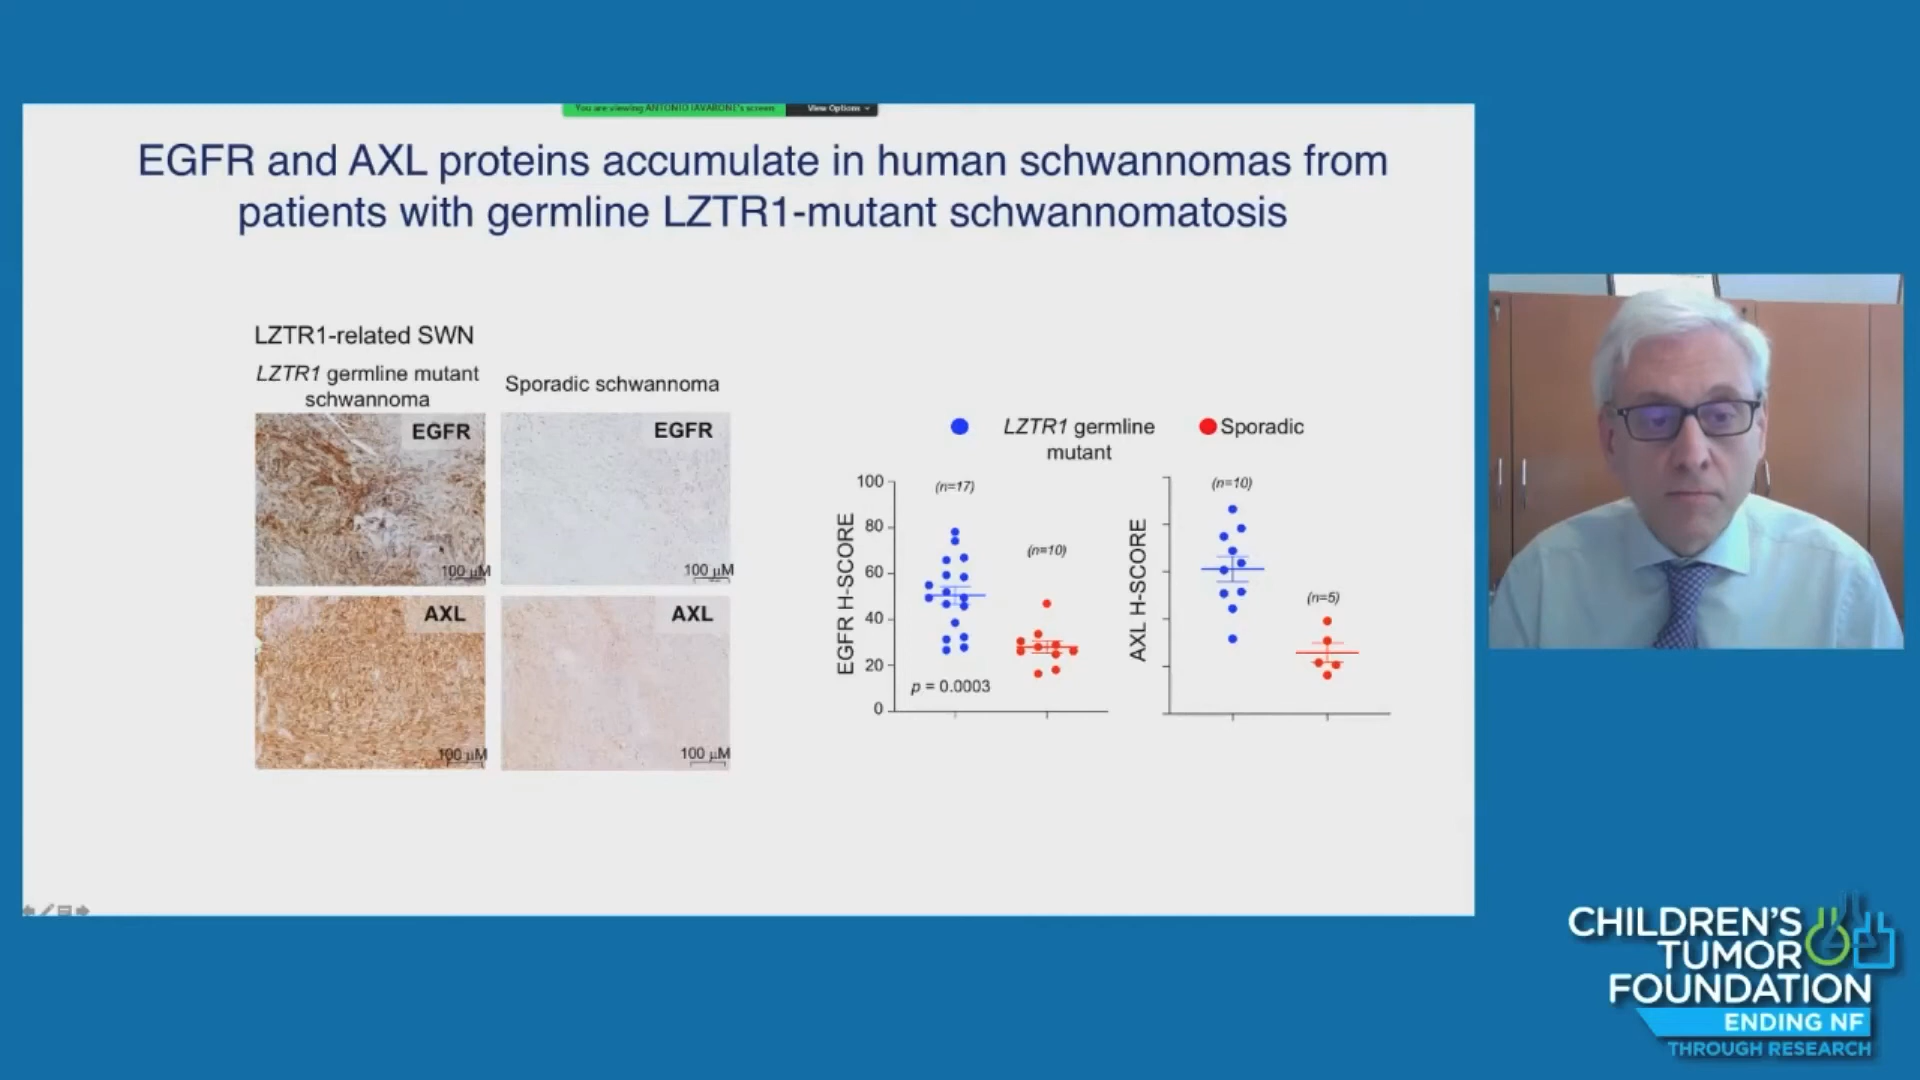 You are viewing ANTONIO IAVARONE's screen
View Options
EGFR and AXL proteins accumulate in human schwannomas from
patients with germline LZTR1-mutant schwannomatosis
LZTR1-related SWN
LZTR1 germline mutant
schwannoma
Sporadic schwannoma
EGFR
100 µM
EGFR
100 µM
AXL
100 µM
AXL
100 µM
LZTR1 germline
mutant
Sporadic
EGFR H-SCORE
100
80
60
40
20
0
(n=17)
(n=10)
p = 0.0003
AXL H-SCORE
(n=10)
(n=5)
CHILDREN'S
TUMOR
FOUNDATION
ENDING NF
THROUGH RESEARCH